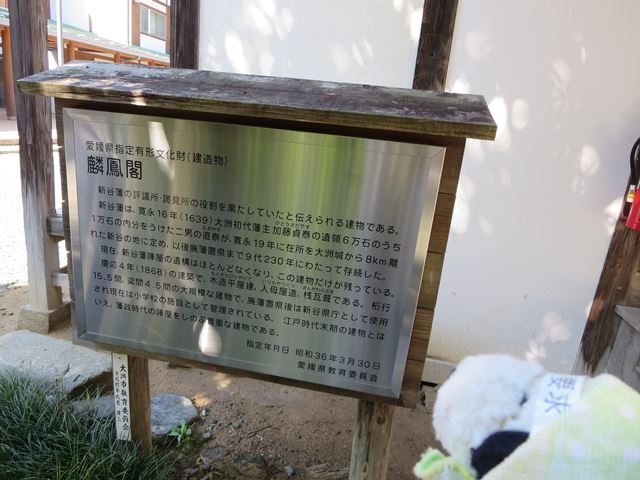 愛媛県指定有形文化財(建造物)
麟鳳閣
新谷藩の評議所・謁見所の役割を果たしていたと伝えられる建物である。
新谷藩は、寛永16年(1639)大洲初代藩主加藤貞泰の遺領6万石のうち
1万石の内分をうけた二男の直泰が、寛永19年に在所を大洲城から8km離
れた新谷の地に定め、以後廃藩置県まで9代230年にわたって存続した。
現在、新谷藩陣屋の遺構はほとんどなくなり、この建物だけが残っている。
慶応4年(1868)の建築で、木造平屋建、入母屋造、桟瓦葺である。桁行
15.5間、梁間4.5間の大規模な建物で、廃藩置県後は新谷県庁として使用
され現在は小学校の施設として管理されている。江戸時代末期の建物とは
いえ、藩政時代の陣屋をしのぶ貴重な建物である。
指定年月日 昭和36年3月30日
愛媛県教育委員会
大洲市教育委員会